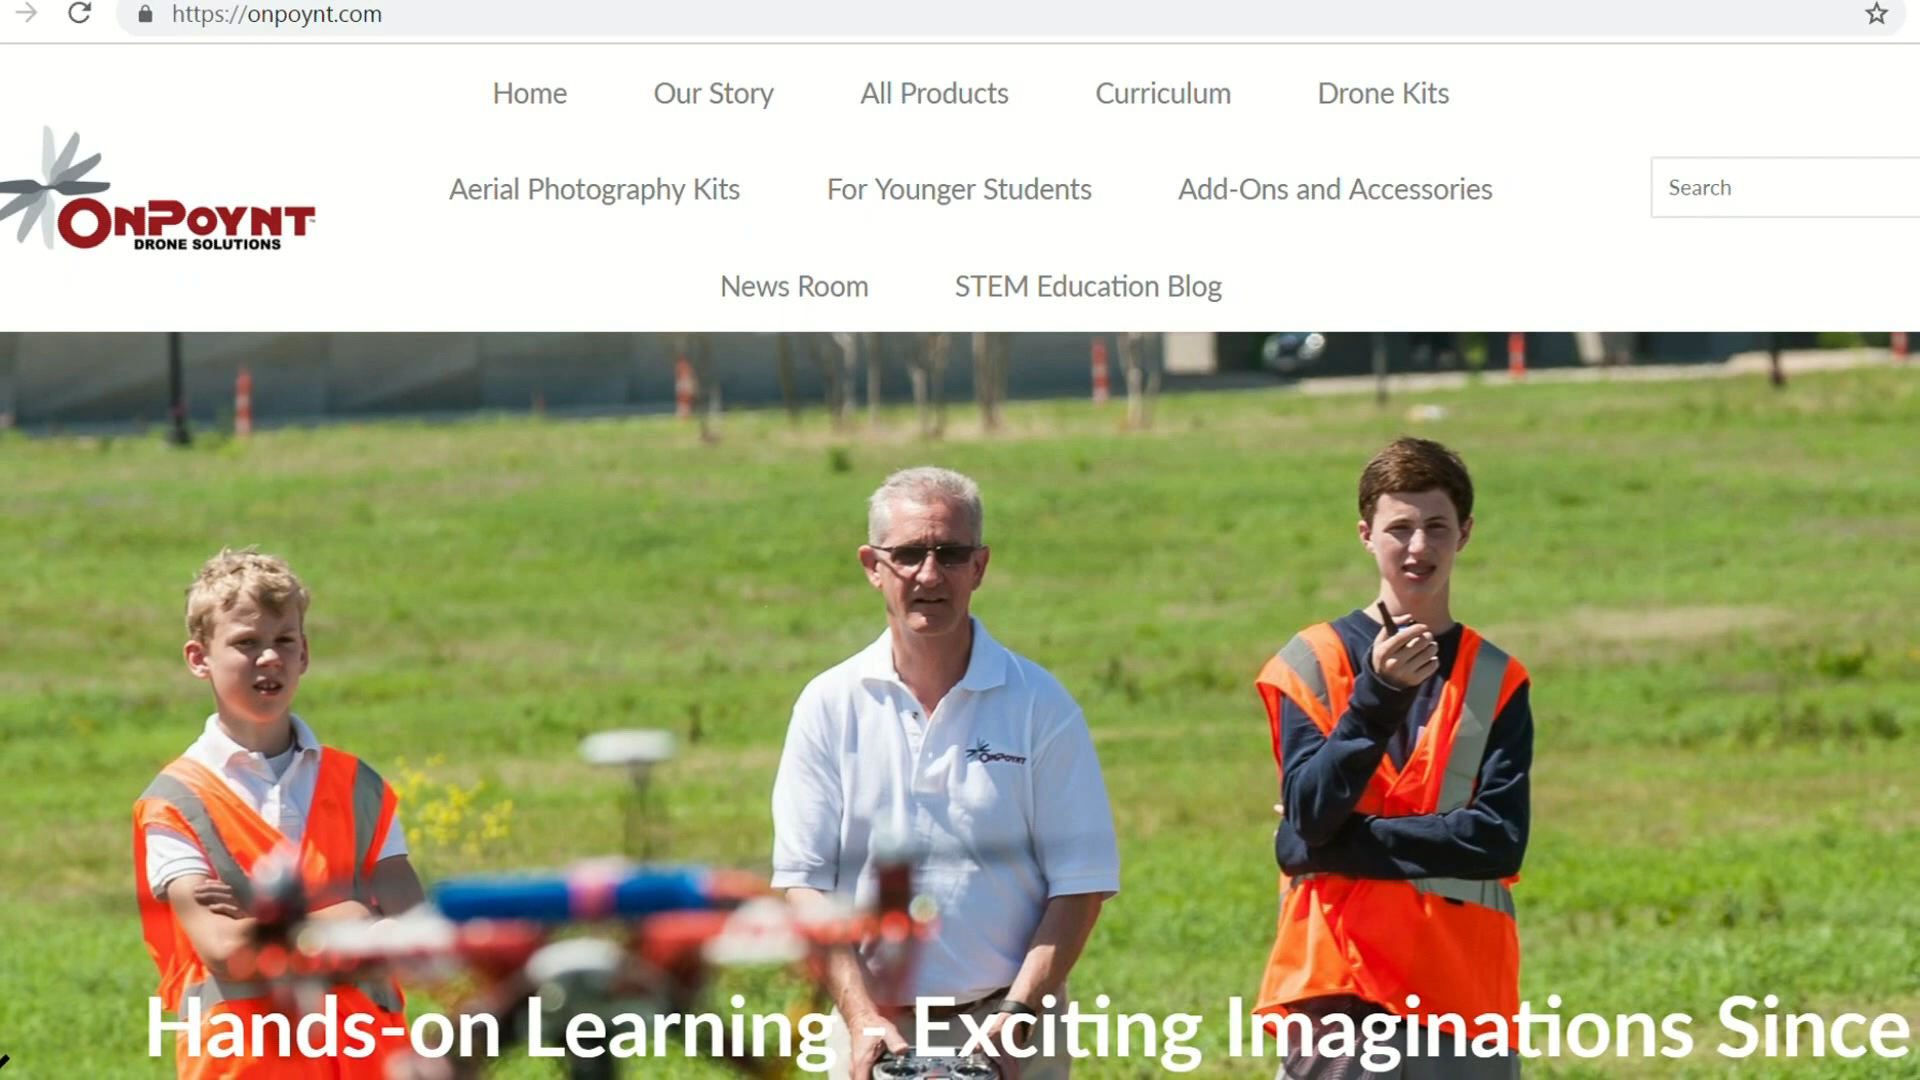 https://onpoynt.com
Home Our Story All Products Curriculum Drone Kits
Aerial Photography Kits For Younger Students Add-Ons and Accessories
Search
ONPOYNT
DRONE SOLUTIONS
News Room STEM Education Blog
ONPOYNT
Hands-on Learning - Exciting Imaginations Since